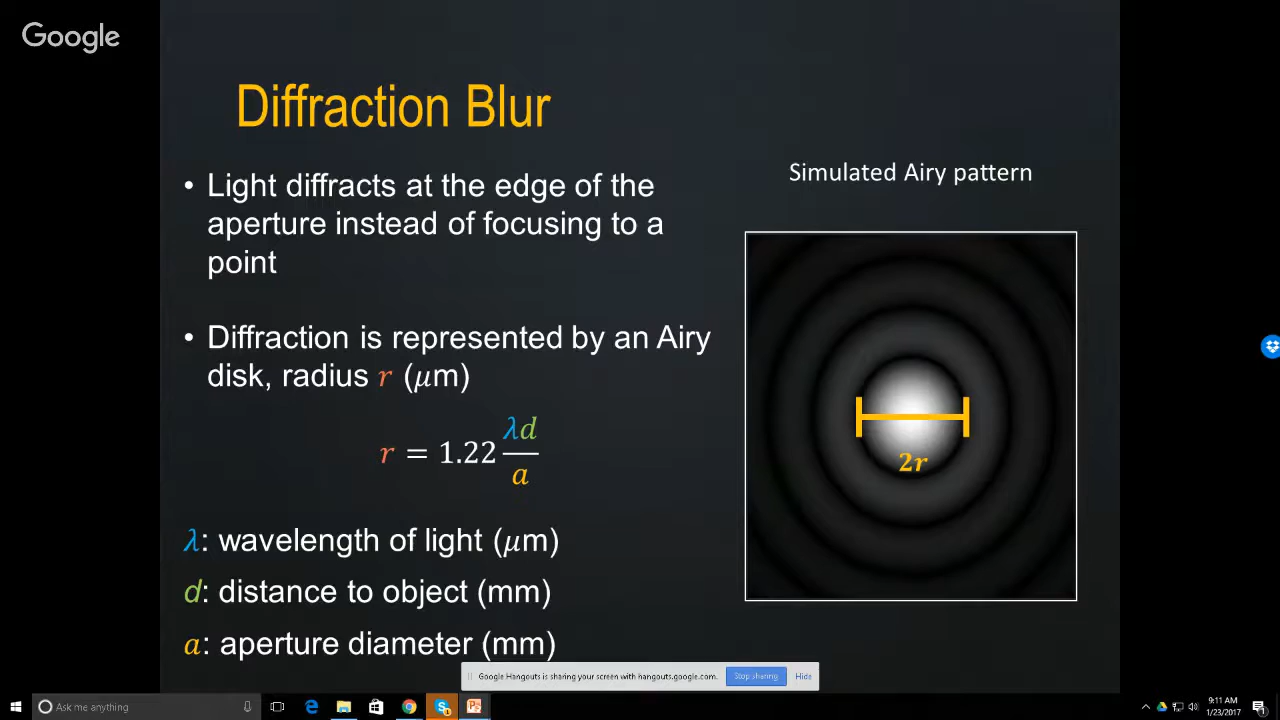 Google
Diffraction Blur
• Light diffracts at the edge of the
aperture instead of focusing to a
point
• Diffraction is represented by an Airy
disk, radius r (μm)
r = 1.22 λd/a
λ: wavelength of light (μm)
d: distance to object (mm)
a: aperture diameter (mm)
Simulated Airy pattern
2r
Google Hangouts is sharing your screen with hangouts.google.com. Stop sharing Hide
Ask me anything
9:11 AM
1/23/2017